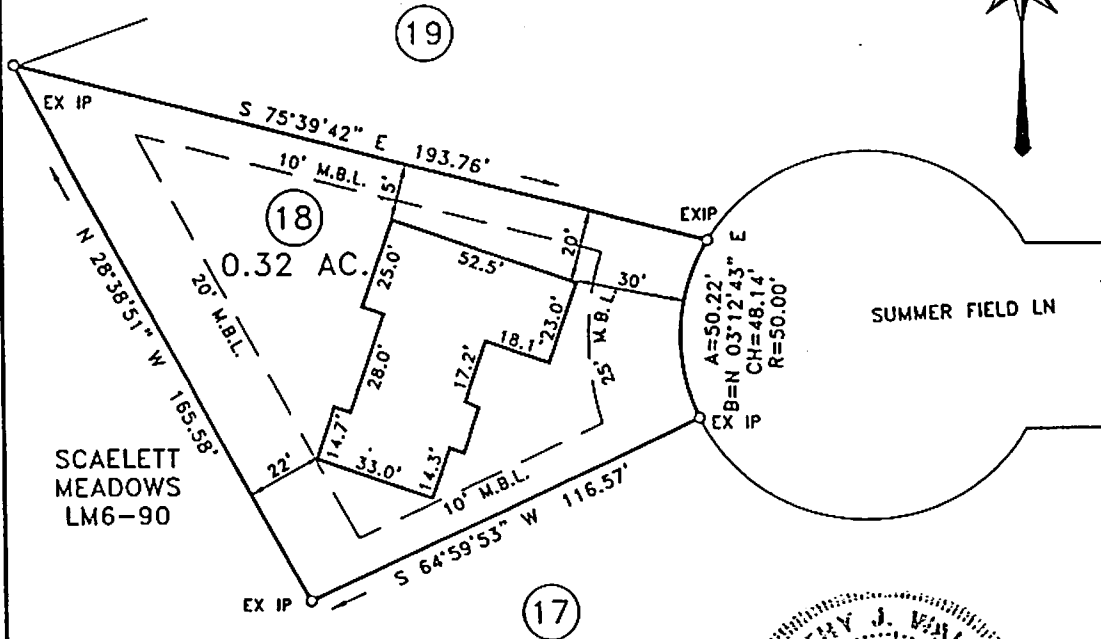 19
EX IP
S 75°39'42" E 193.76'
10' M.B.L.
15'
18
0.32 AC.
EXIP
20'
52.5'
25.0'
30'
A=50.22'
B=N 03°12'43" E
CH=48.14'
R=50.00'
SUMMER FIELD LN
N 28°38'51" W 165.58'
20' M.B.L.
23.0'
18.1
25' M.B.L.
17.2'
28.0'
EX IP
14.7'
33.0'
14.3'
22'
SCAELETT
MEADOWS
LM6-90
10' M.B.L.
S 64°59'53" W 116.57'
EX IP
17
J.